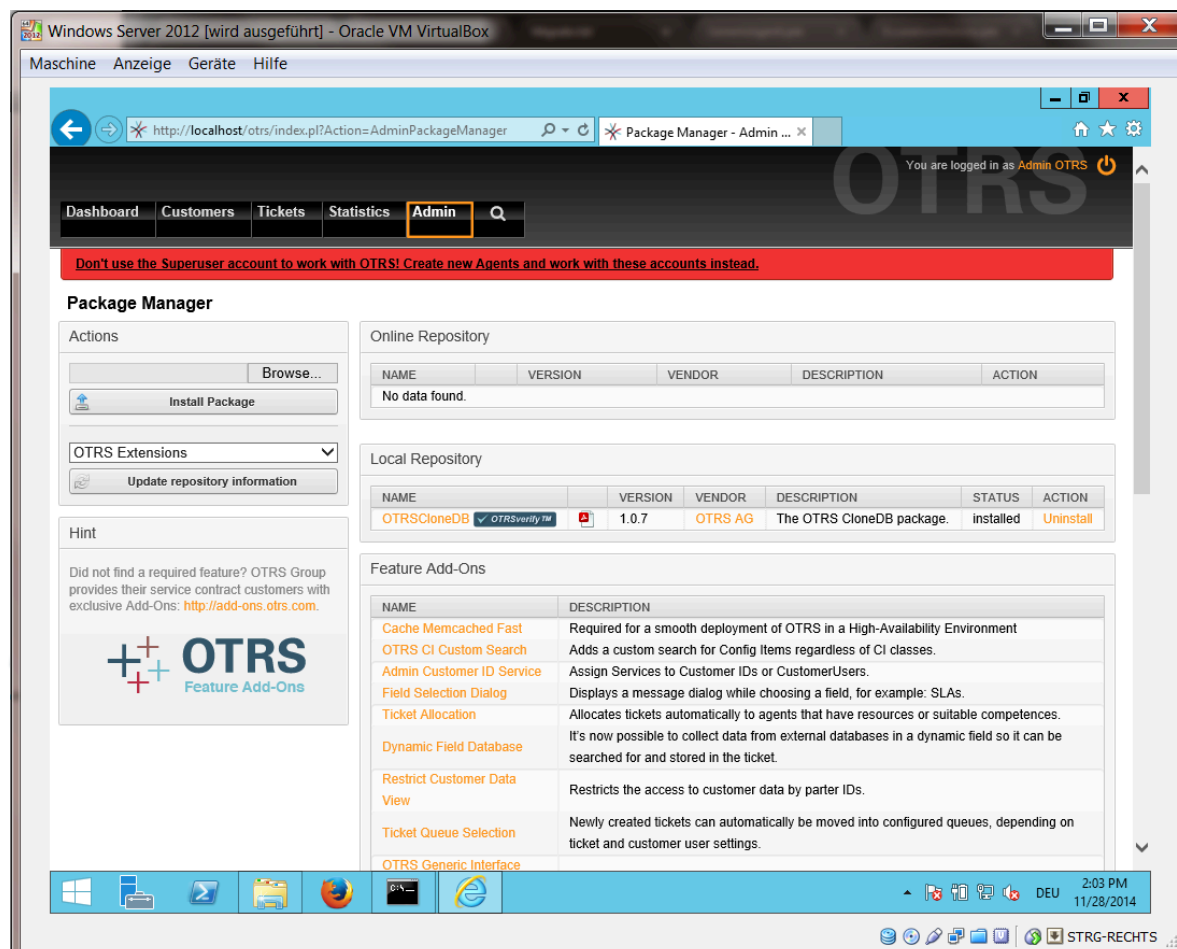 Windows Server 2012 [wird ausgeführt] - Oracle VM VirtualBox
Maschine Anzeige Geräte Hilfe
http://localhost/otrs/index.pl?Action=AdminPackageManager
Package Manager - Admin ...
OTRS
You are logged in as Admin OTRS
Dashboard Customers Tickets Statistics Admin
Don't use the Superuser account to work with OTRS! Create new Agents and work with these accounts instead.
Package Manager
Actions
Browse...
Install Package
OTRS Extensions
Update repository information
Hint
Did not find a required feature? OTRS Group
provides their service contract customers with
exclusive Add-Ons: http://add-ons.otrs.com.
OTRS
Feature Add-Ons
Online Repository
NAME VERSION VENDOR DESCRIPTION ACTION
No data found.
Local Repository
NAME VERSION VENDOR DESCRIPTION STATUS ACTION
OTRSCloneDB OTRSverify™ 1.0.7 OTRS AG The OTRS CloneDB package. installed Uninstall
Feature Add-Ons
NAME DESCRIPTION
Cache Memcached Fast Required for a smooth deployment of OTRS in a High-Availability Environment
OTRS CI Custom Search Adds a custom search for Config Items regardless of CI classes.
Admin Customer ID Service Assign Services to Customer IDs or CustomerUsers.
Field Selection Dialog Displays a message dialog while choosing a field, for example: SLAs.
Ticket Allocation Allocates tickets automatically to agents that have resources or suitable competences.
Dynamic Field Database It's now possible to collect data from external databases in a dynamic field so it can be
searched for and stored in the ticket.
Restrict Customer Data
View
Restricts the access to customer data by parter IDs.
Ticket Queue Selection Newly created tickets can automatically be moved into configured queues, depending on
ticket and customer user settings.
OTRS Generic Interface
DEU
2:03 PM
11/28/2014
STRG-RECHTS